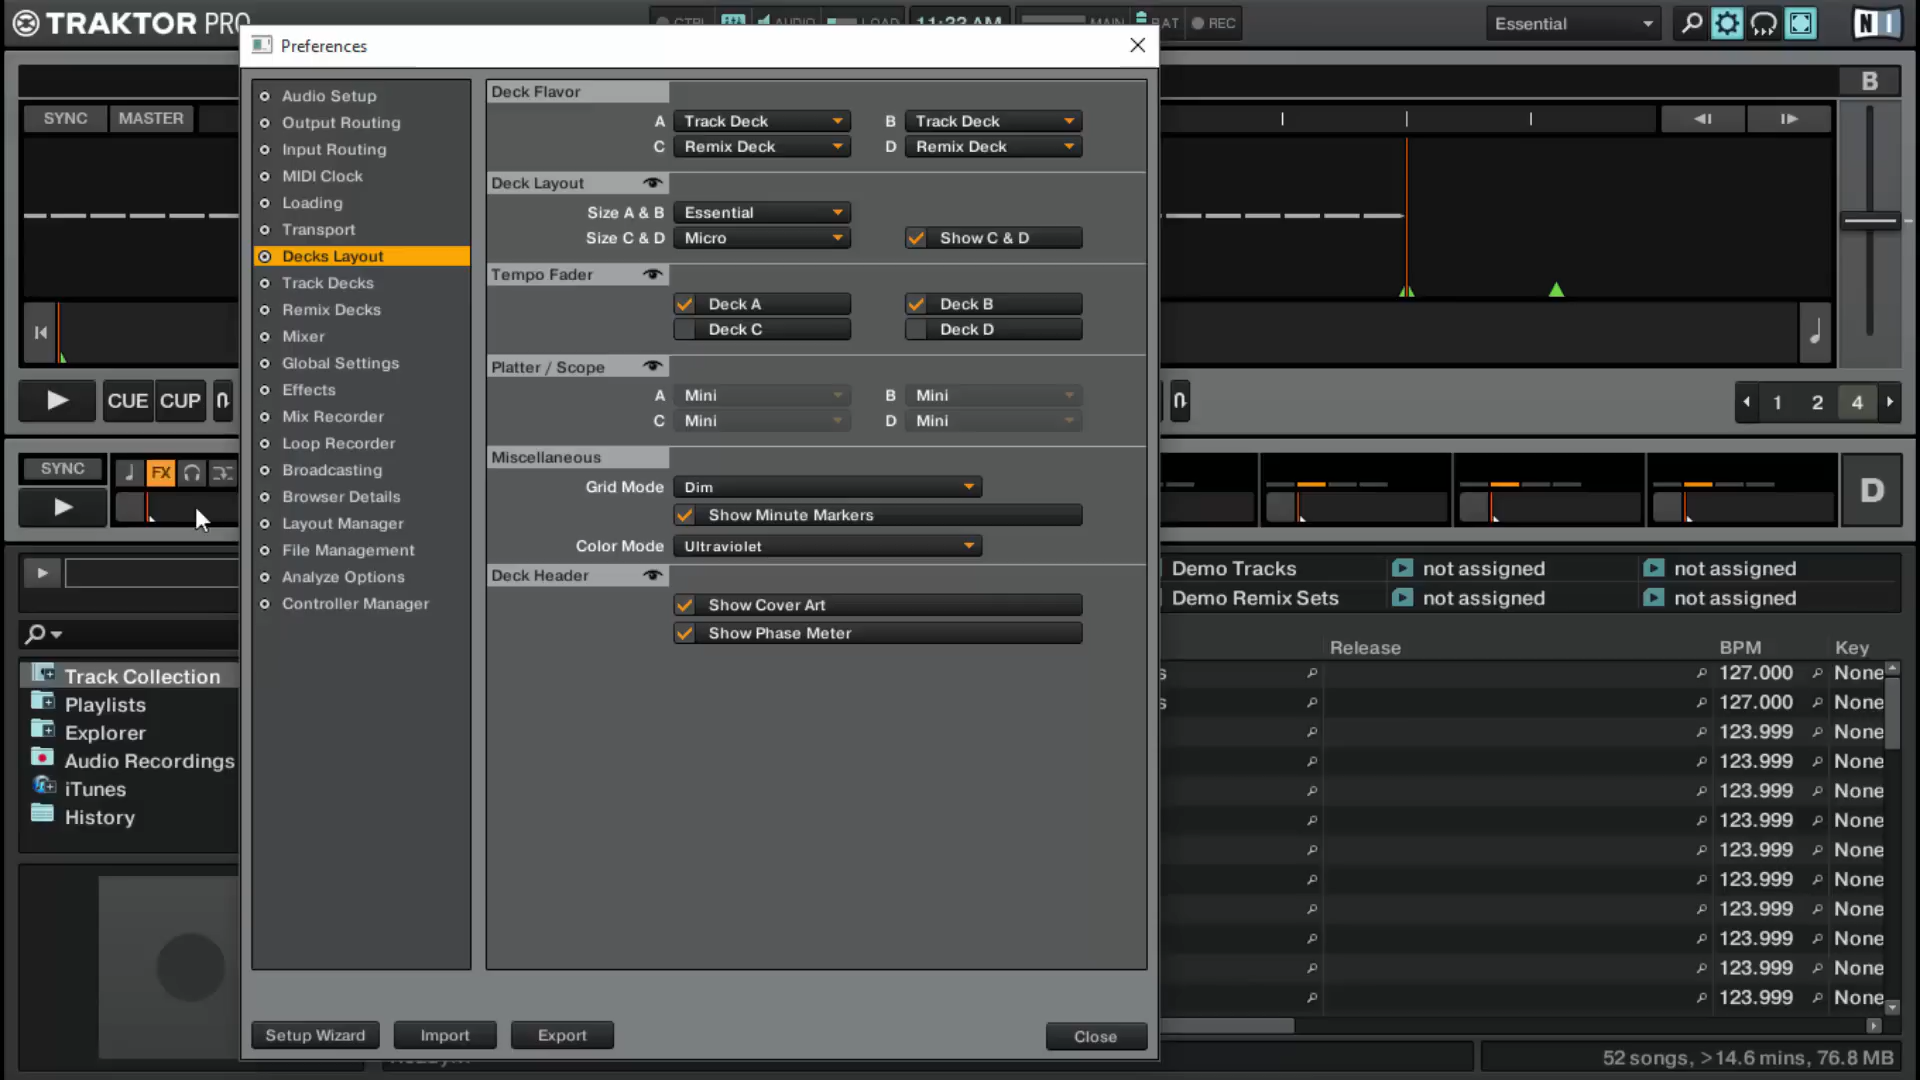 TRAKTOR PRO
CTRL AUDIO LOAD 11:33 AM MAIN BAT REC
Essential
Preferences
B
SYNC MASTER
CUE CUP
1 2 4
SYNC
FX
D
Audio Setup
Output Routing
Input Routing
MIDI Clock
Loading
Transport
Decks Layout
Track Decks
Remix Decks
Mixer
Global Settings
Effects
Mix Recorder
Loop Recorder
Broadcasting
Browser Details
Layout Manager
File Management
Analyze Options
Controller Manager
Deck Flavor
A Track Deck B Track Deck
C Remix Deck D Remix Deck
Deck Layout
Size A & B Essential
Size C & D Micro Show C & D
Tempo Fader
Deck A Deck B
Deck C Deck D
Platter / Scope
A Mini B Mini
C Mini D Mini
Miscellaneous
Grid Mode Dim
Show Minute Markers
Color Mode Ultraviolet
Deck Header
Show Cover Art
Show Phase Meter
Setup Wizard Import Export Close
Demo Tracks not assigned not assigned
Demo Remix Sets not assigned not assigned
Track Collection
Playlists
Explorer
Audio Recordings
iTunes
History
Release BPM Key
s 127.000 None
s 127.000 None
123.999 None
123.999 None
123.999 None
123.999 None
123.999 None
123.999 None
123.999 None
123.999 None
123.999 None
123.999 None
52 songs, >14.6 mins, 76.8 MB